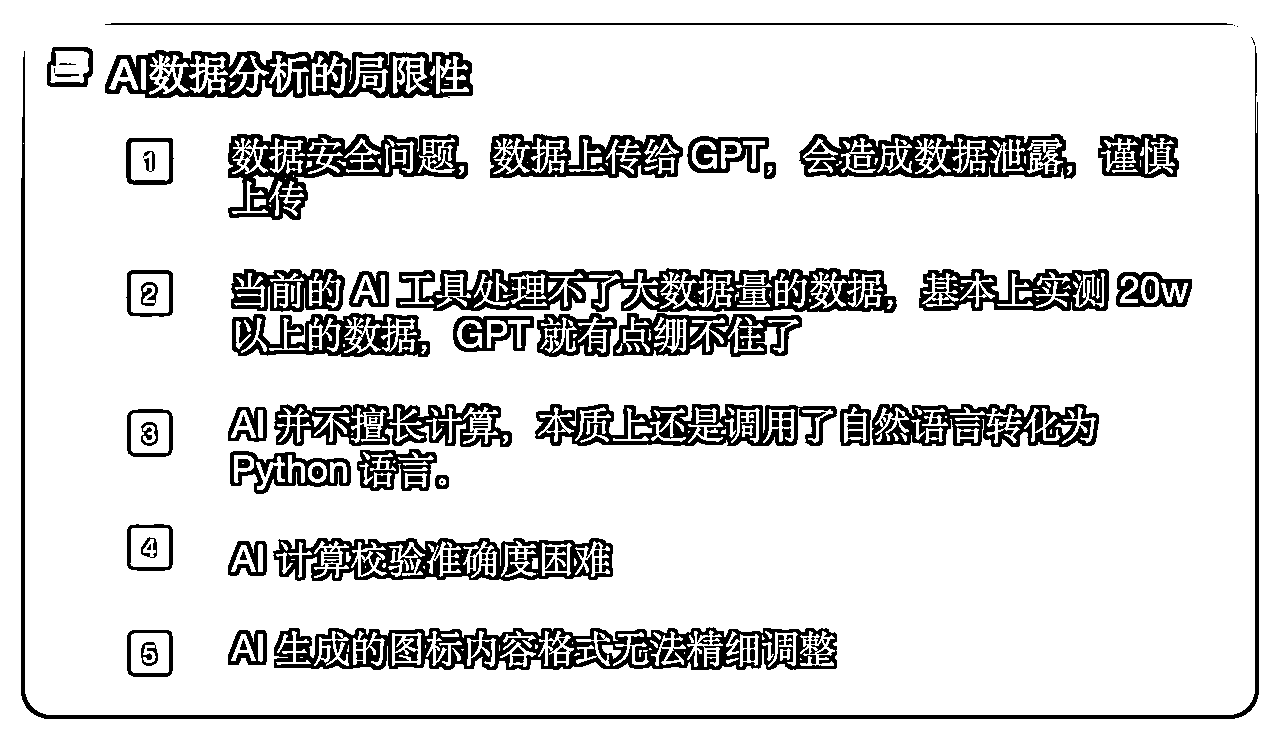 AI数据分析的局限性
1
数据安全问题，数据上传给 GPT，会造成数据泄露，谨慎
上传
2
当前的 AI 工具处理不了大数据量的数据，基本上实测 20w
以上的数据，GPT 就有点绷不住了
3
AI 并不擅长计算，本质上还是调用了自然语言转化为
Python 语言。
4
AI 计算校验准确度困难
5
AI 生成的图标内容格式无法精细调整